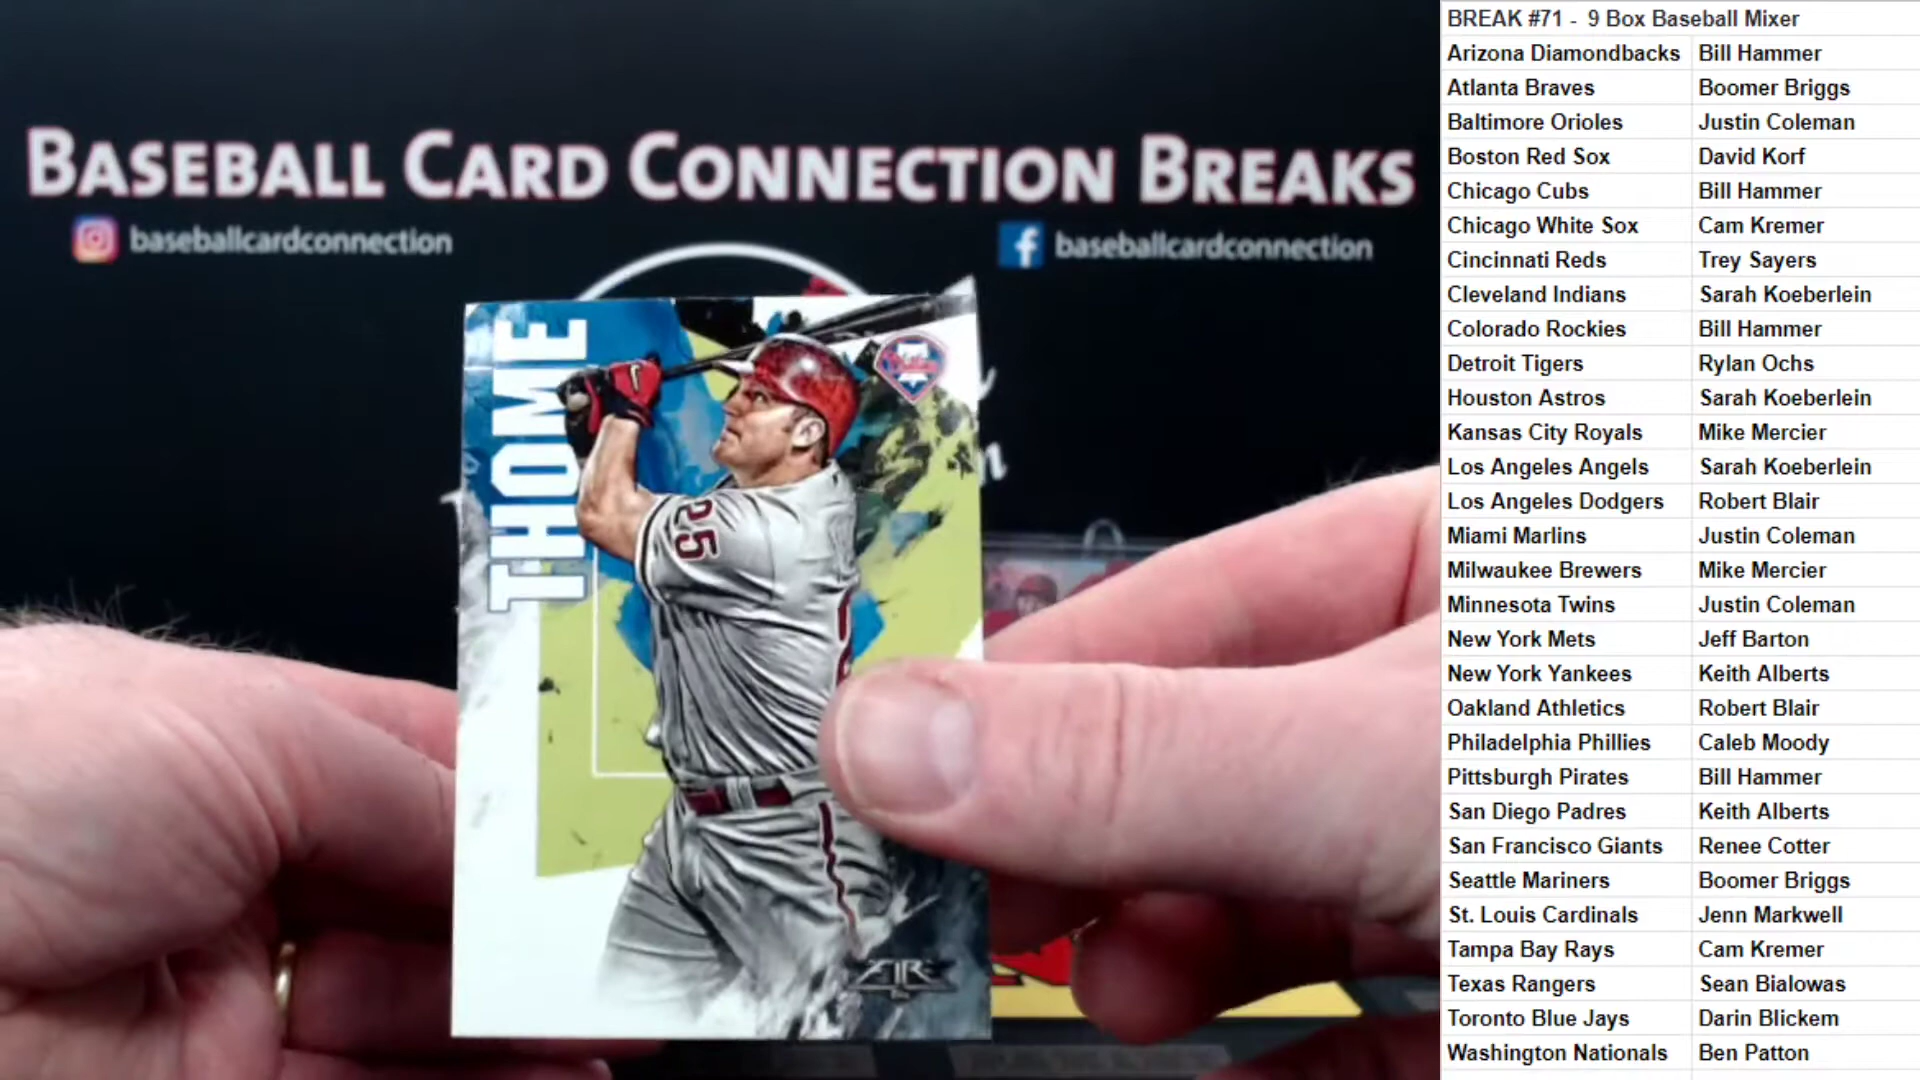 BASEBALL CARD CONNECTION BREAKS
baseballcardconnection
baseballcardconnection
THOME
Phillies
25
FIRE
BREAK #71 - 9 Box Baseball Mixer
Arizona Diamondbacks Bill Hammer
Atlanta Braves Boomer Briggs
Baltimore Orioles Justin Coleman
Boston Red Sox David Korf
Chicago Cubs Bill Hammer
Chicago White Sox Cam Kremer
Cincinnati Reds Trey Sayers
Cleveland Indians Sarah Koeberlein
Colorado Rockies Bill Hammer
Detroit Tigers Rylan Ochs
Houston Astros Sarah Koeberlein
Kansas City Royals Mike Mercier
Los Angeles Angels Sarah Koeberlein
Los Angeles Dodgers Robert Blair
Miami Marlins Justin Coleman
Milwaukee Brewers Mike Mercier
Minnesota Twins Justin Coleman
New York Mets Jeff Barton
New York Yankees Keith Alberts
Oakland Athletics Robert Blair
Philadelphia Phillies Caleb Moody
Pittsburgh Pirates Bill Hammer
San Diego Padres Keith Alberts
San Francisco Giants Renee Cotter
Seattle Mariners Boomer Briggs
St. Louis Cardinals Jenn Markwell
Tampa Bay Rays Cam Kremer
Texas Rangers Sean Bialowas
Toronto Blue Jays Darin Blickem
Washington Nationals Ben Patton